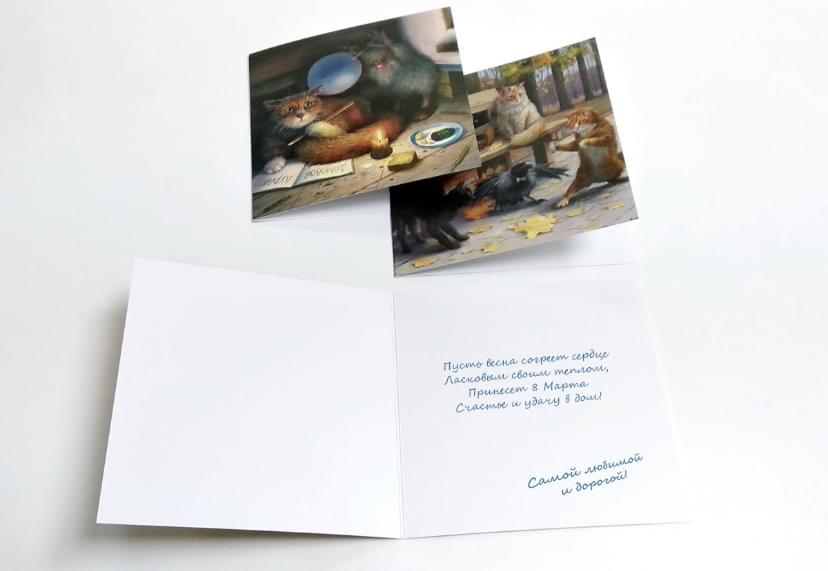 Пусть весна согреет сердце
Ласковым своим теплом,
Принесет 8 Марта
Счастье и удачу в дом!
Самой любимой
и дорогой!